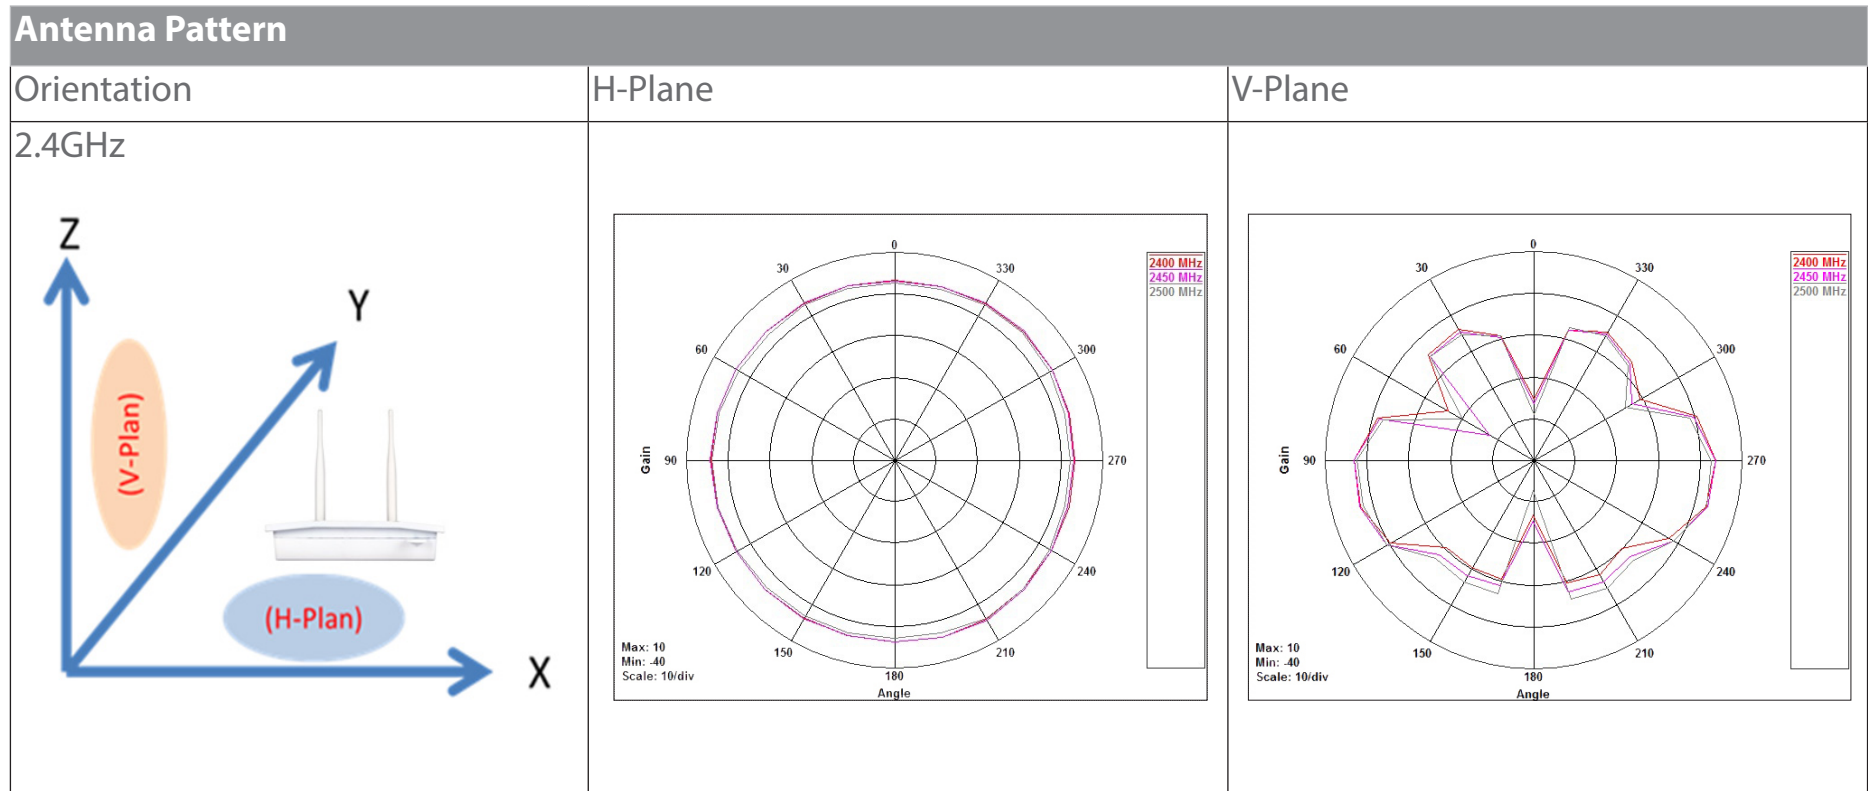 Antenna Pattern
Orientation
H-Plane
V-Plane
2.4GHz
Z
Y
(V-Plan)
(H-Plan)
X
0
30
330
60
300
Gain
90
270
120
240
150
210
180
Angle
2400 MHz
2450 MHz
2500 MHz
Max: 10
Min: -40
Scale: 10/div
0
30
330
60
300
Gain
90
270
120
240
150
210
180
Angle
2400 MHz
2450 MHz
2500 MHz
Max: 10
Min: -40
Scale: 10/div